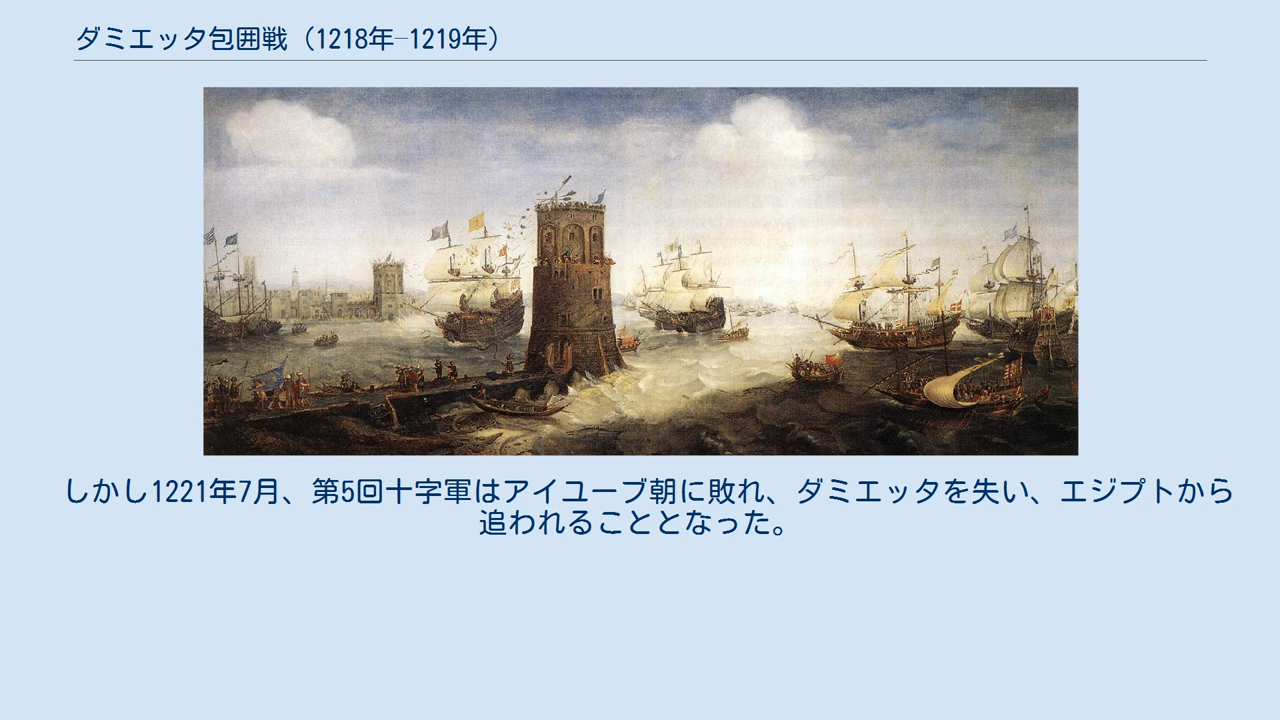 ダミエッタ包囲戦（1218年–1219年）
しかし1221年7月、第5回十字軍はアイユーブ朝に敗れ、ダミエッタを失い、エジプトから
追われることとなった。